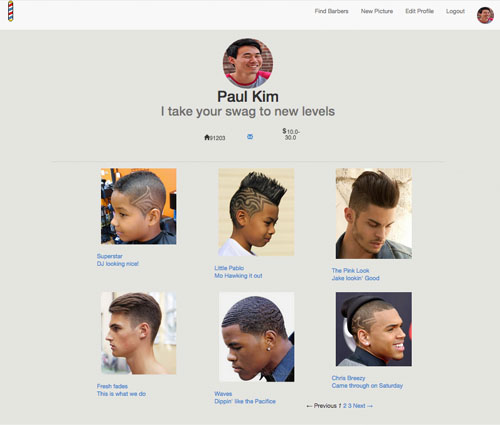 Find Barbers New Picture Edit Profile Logout
Paul Kim
I take your swag to new levels
91203
$10.0-
30.0
Superstar
DJ looking nice!
Little Pablo
Mo Hawking it out
The Pink Look
Jake lookin' Good
Fresh fades
This is what we do
Waves
Dippin' like the Pacifice
Chris Breezy
Came through on Saturday
← Previous 1 2 3 Next →